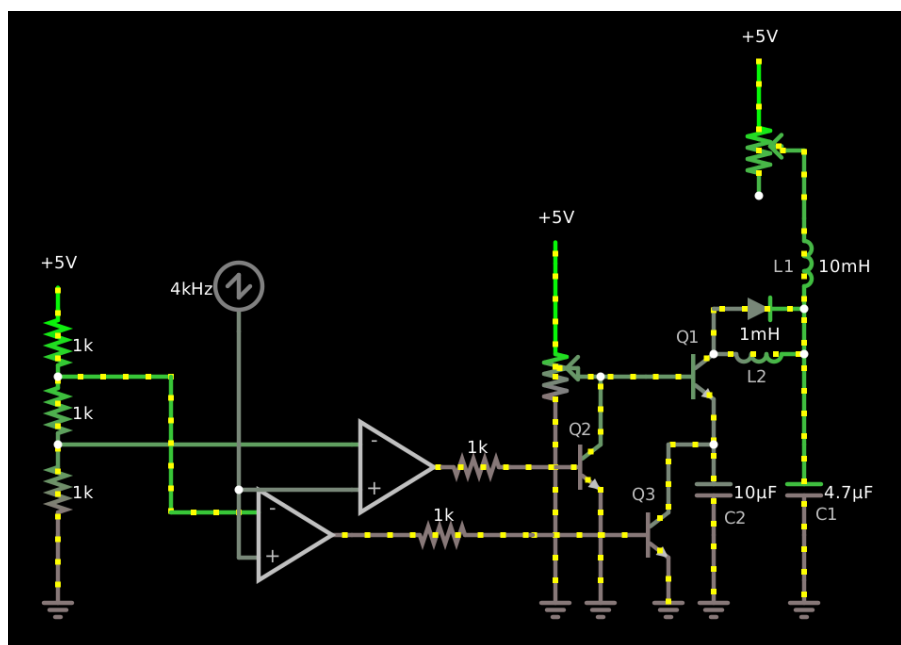 +5V
+5V
+5V
4kHz
L1 10mH
1k
Q1
1mH
L2
1k
Q2
1k
1k
Q3
10µF
4.7µF
1k
C2
C1
-
+
-
+